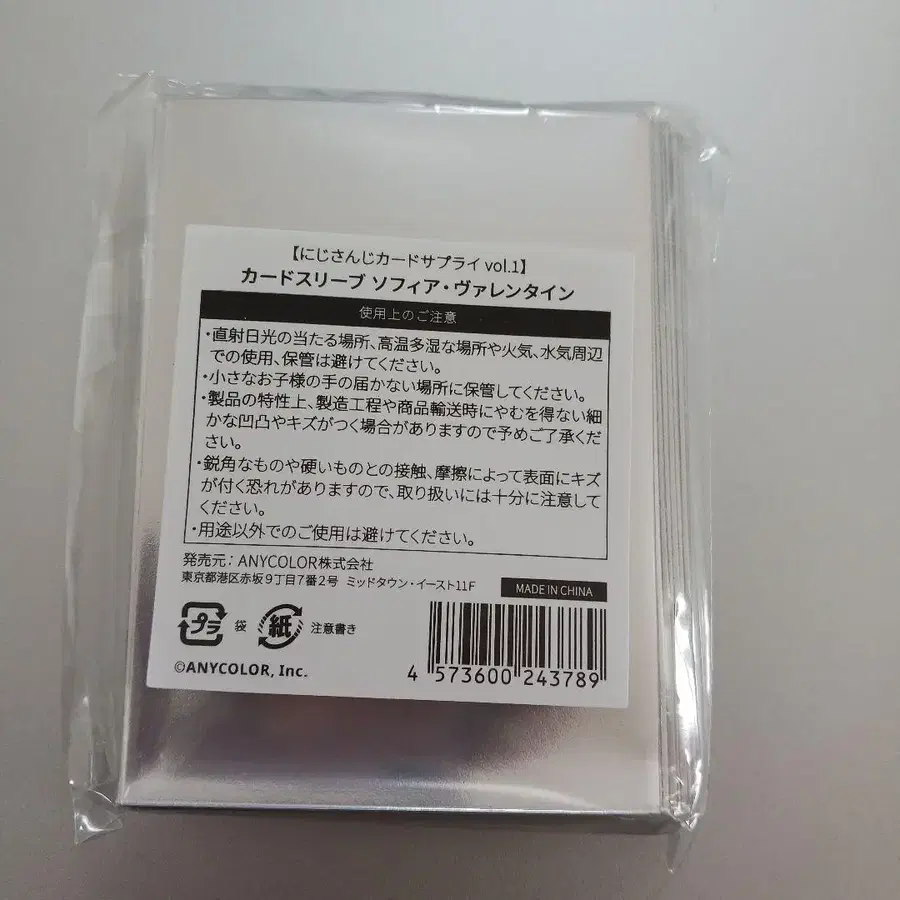 【にじさんじカードサプライ vol.1】
カードスリーブ ソフィア・ヴァレンタイン
使用上のご注意
・直射日光の当たる場所、高温多湿な場所や火気、水気周辺
での使用、保管は避けてください。
・小さなお子様の手の届かない場所に保管してください。
・製品の特性上、製造工程や商品輸送時にやむを得ない細
かな凹凸やキズがつく場合がありますので予めご了承くだ
さい。
・鋭角なものや硬いものとの接触、摩擦によって表面にキズ
が付く恐れがありますので、取り扱いには十分に注意して
ください。
・用途以外でのご使用は避けてください。
発売元：ANYCOLOR株式会社
東京都港区赤坂9丁目7番2号 ミッドタウン・イースト11F
MADE IN CHINA
プラ 袋 紙 注意書き
©ANYCOLOR, Inc.
4 573600 243789